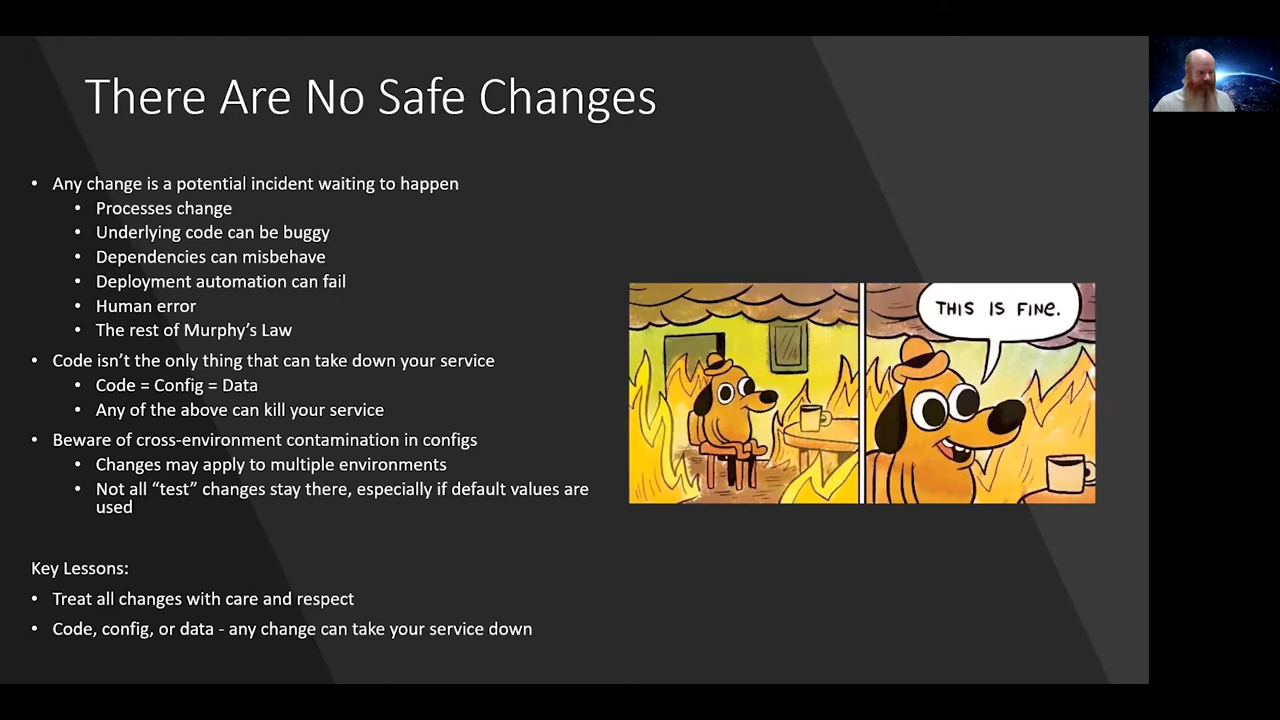 There Are No Safe Changes
• Any change is a potential incident waiting to happen
• Processes change
• Underlying code can be buggy
• Dependencies can misbehave
• Deployment automation can fail
• Human error
• The rest of Murphy’s Law
• Code isn’t the only thing that can take down your service
• Code = Config = Data
• Any of the above can kill your service
• Beware of cross-environment contamination in configs
• Changes may apply to multiple environments
• Not all “test” changes stay there, especially if default values are
used
THIS IS FINE.
Key Lessons:
• Treat all changes with care and respect
• Code, config, or data - any change can take your service down